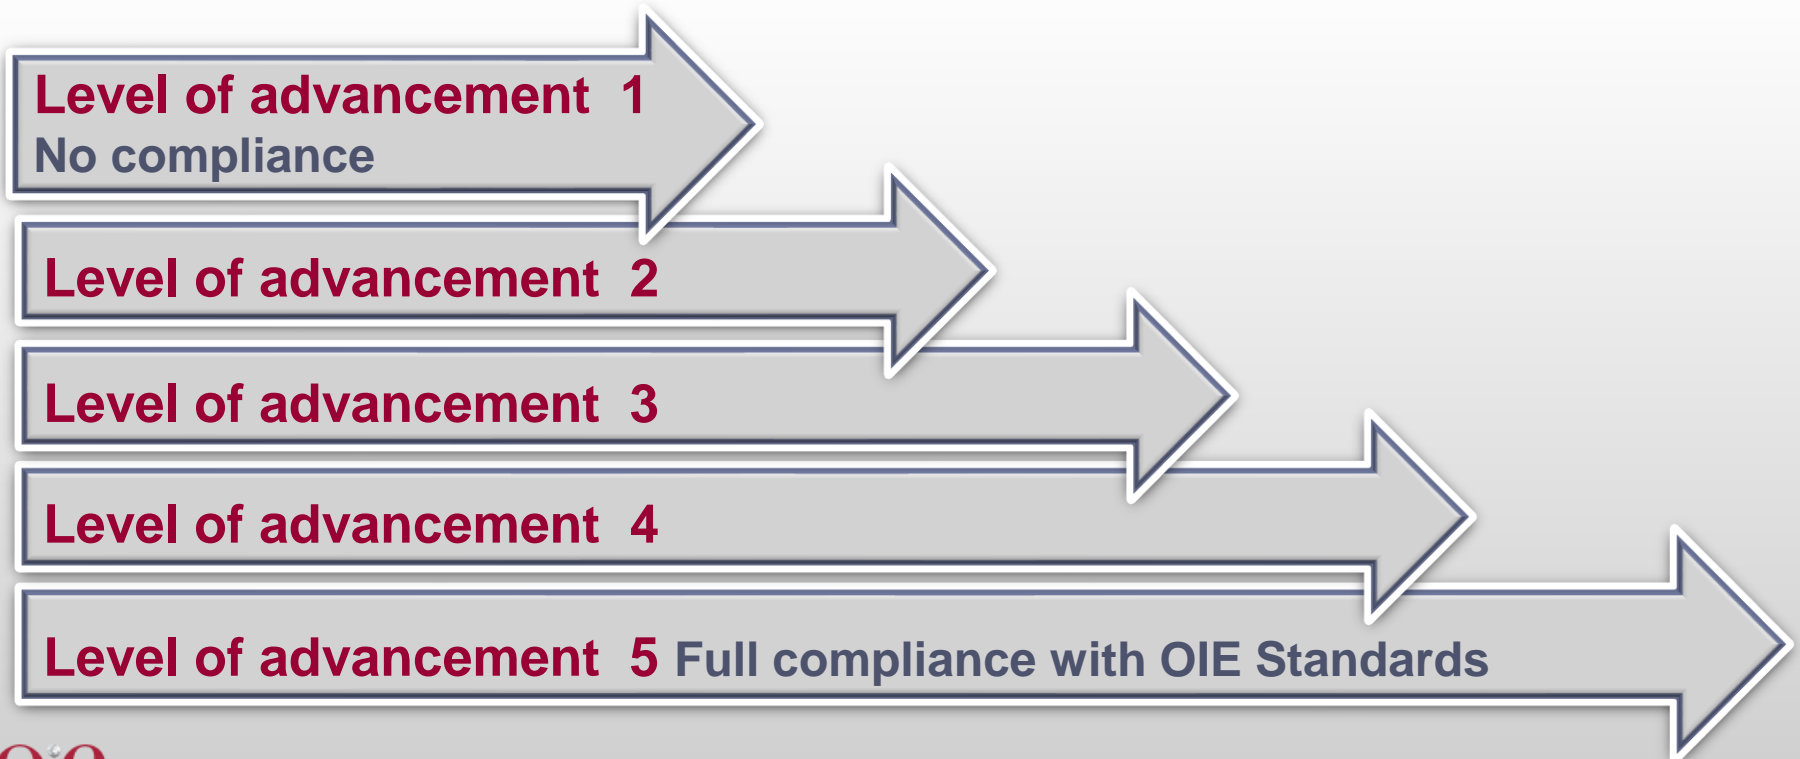 Level of advancement 1
No compliance
Level of advancement 2
Level of advancement 3
Level of advancement 4
Level of advancement 5 Full compliance with OIE Standards